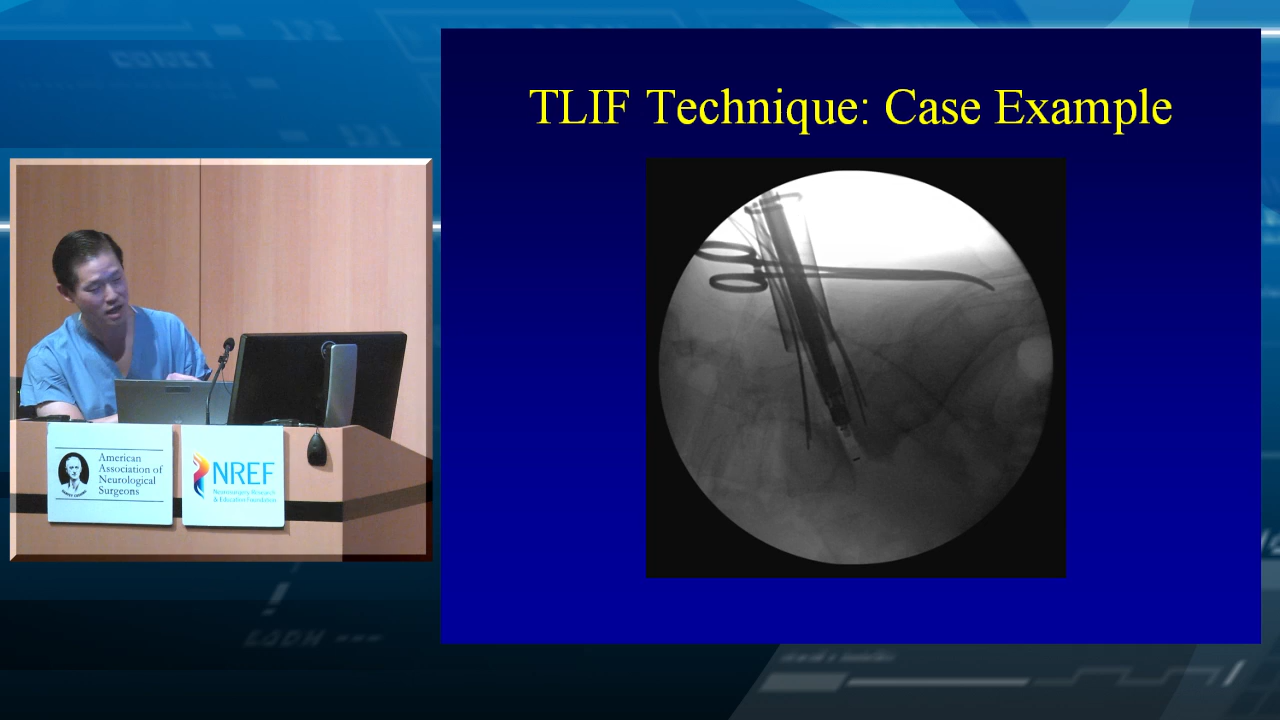 TLIF Technique: Case Example
American
Association of
Neurological
Surgeons
NREF
Neurosurgery Research
& Education Foundation